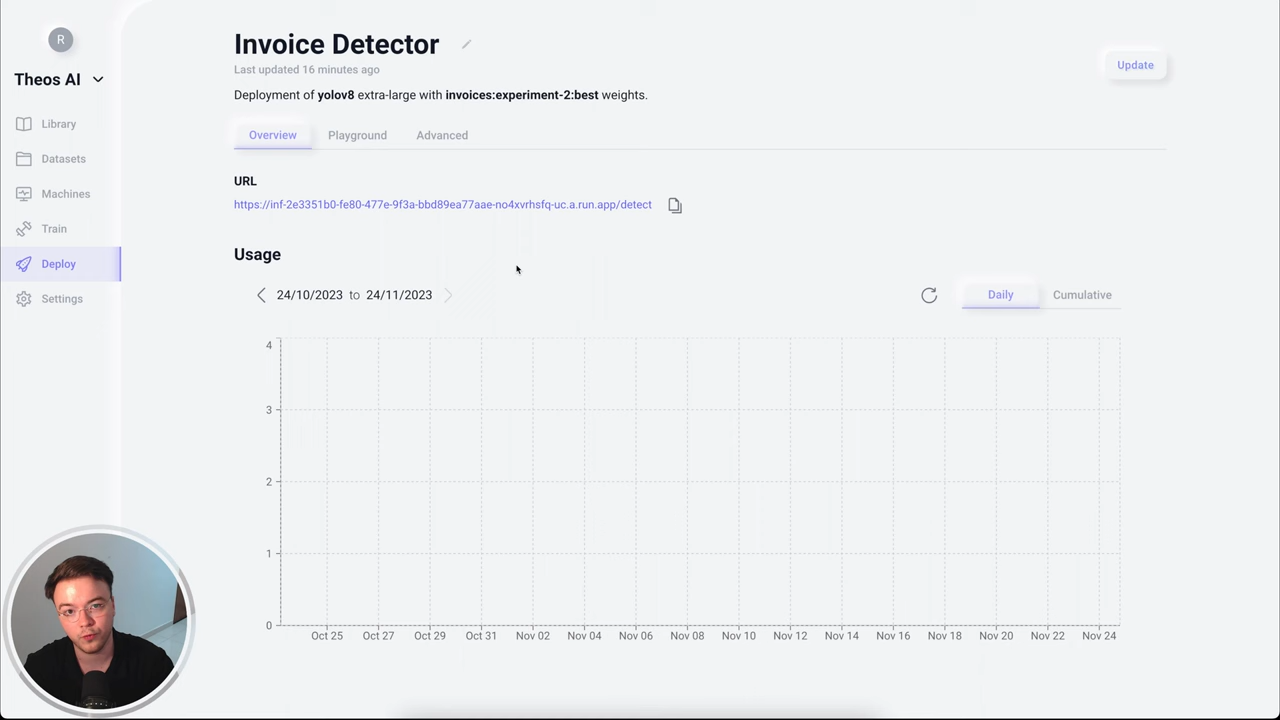 R
Theos AI
Library
Datasets
Machines
Train
Deploy
Settings
Invoice Detector
Last updated 16 minutes ago
Deployment of yolov8 extra-large with invoices:experiment-2:best weights.
Update
Overview Playground Advanced
URL
https://inf-2e3351b0-fe80-477e-9f3a-bbd89ea77aae-no4xvrhsfq-uc.a.run.app/detect
Usage
24/10/2023 to 24/11/2023
Daily Cumulative
4
3
2
1
0
Oct 25 Oct 27 Oct 29 Oct 31 Nov 02 Nov 04 Nov 06 Nov 08 Nov 10 Nov 12 Nov 14 Nov 16 Nov 18 Nov 20 Nov 22 Nov 24